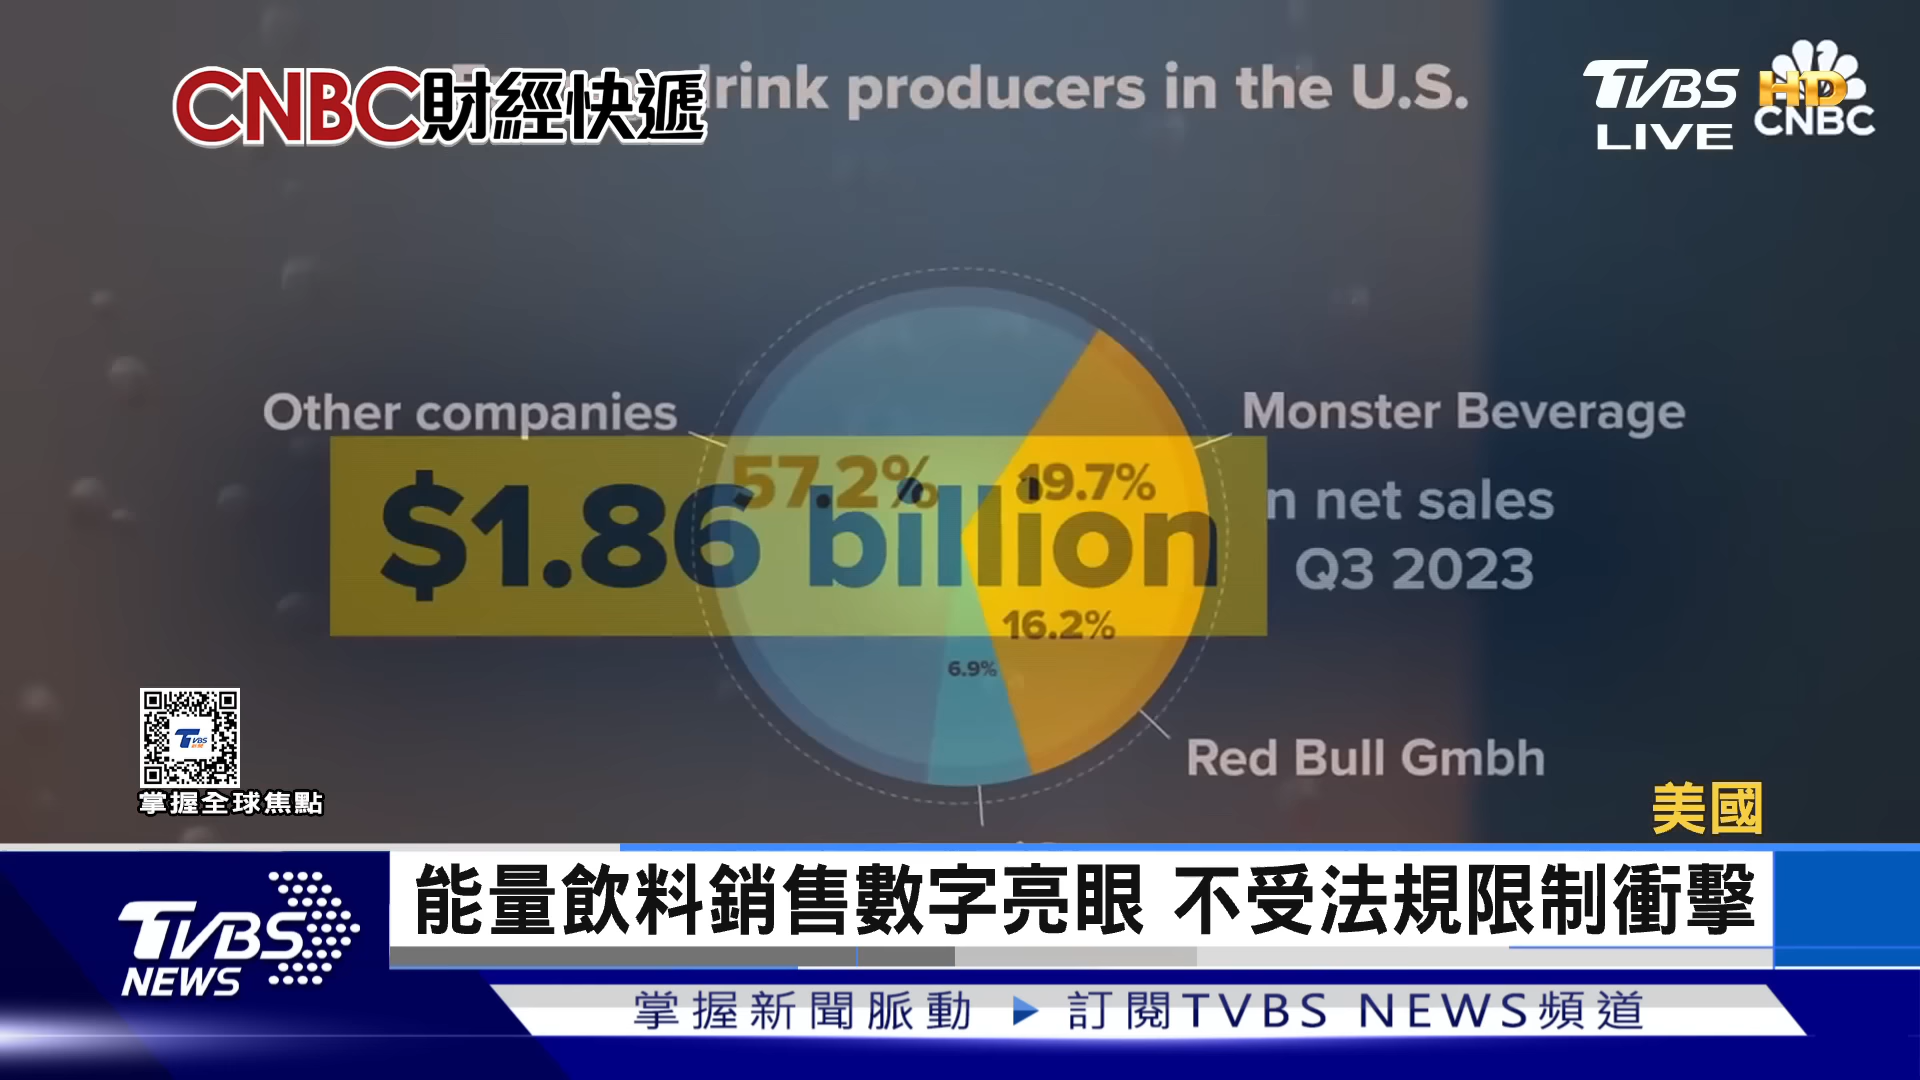 CNBC財經快遞
drink producers in the U.S.
TVBS
LIVE
HD
CNBC
Other companies
Monster Beverage
57.2%
19.7%
$1.86 billion
n net sales
Q3 2023
16.2%
6.9%
Red Bull Gmbh
TVBS
掌握全球焦點
美國
能量飲料銷售數字亮眼 不受法規限制衝擊
TVBS
NEWS
掌握新聞脈動 訂閱TVBS NEWS頻道